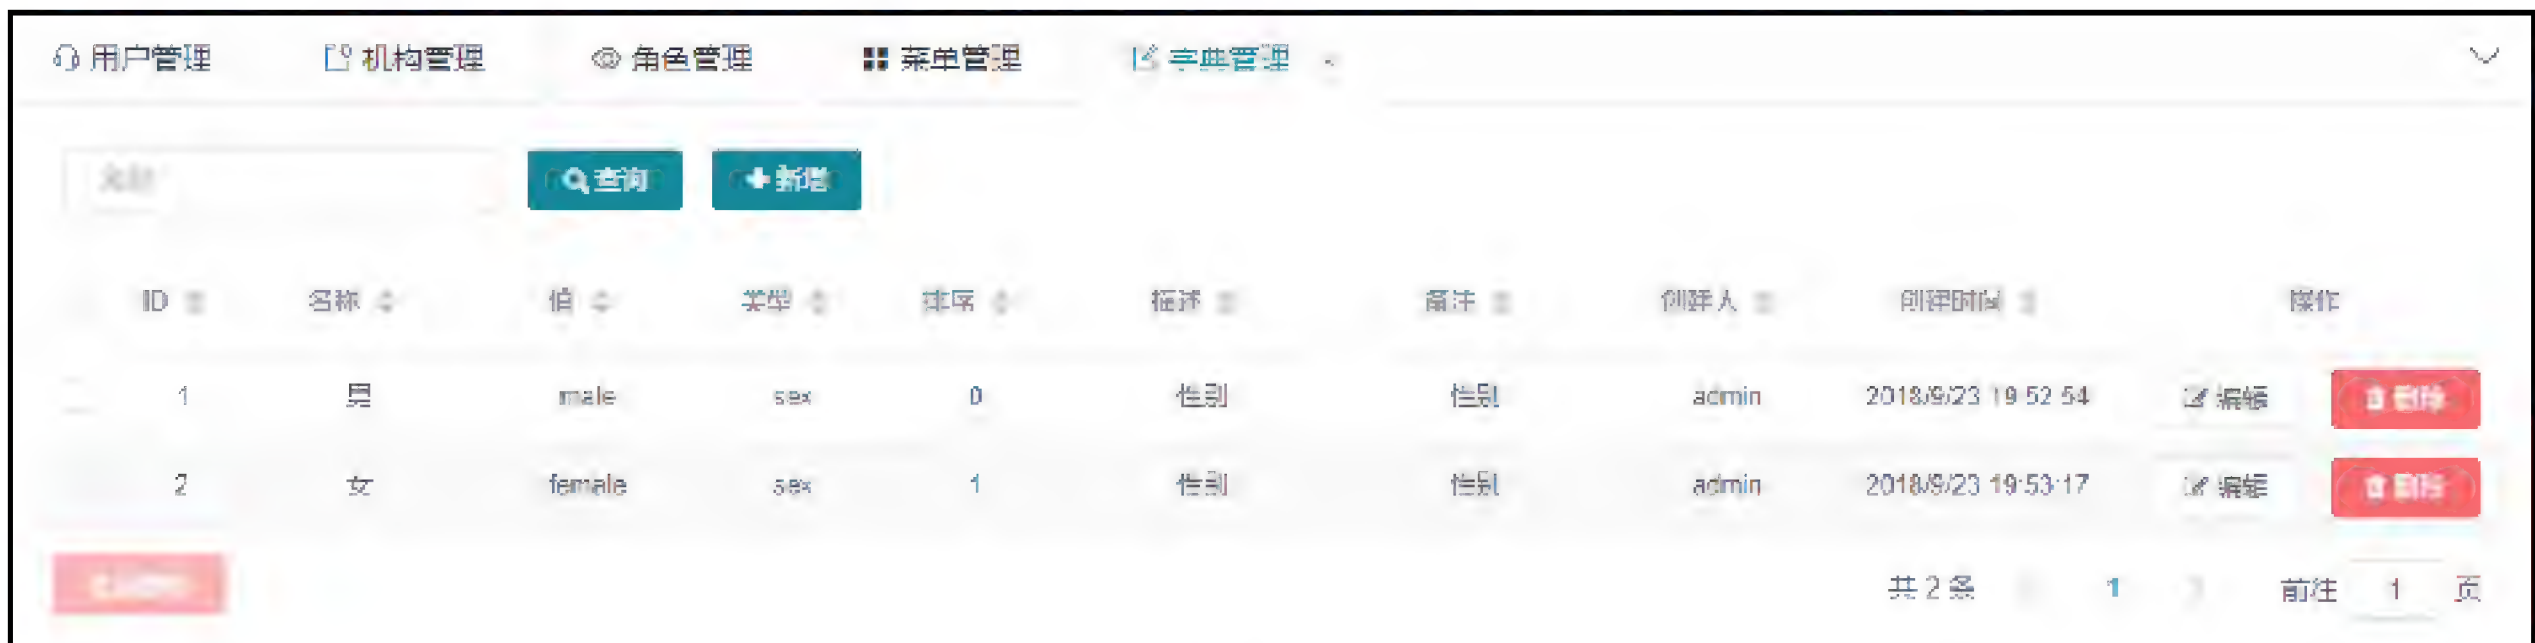 用户管理 机构管理 角色管理 菜单管理 字典管理
名称 查询 新增
ID 名称 值 类型 排序 描述 备注 创建人 创建时间 操作
1 男 male sex 0 性别 性别 admin 2018/9/23 19:52:54 编辑 删除
2 女 female sex 1 性别 性别 admin 2018/9/23 19:53:17 编辑 删除
共 2 条 1 前往 1 页